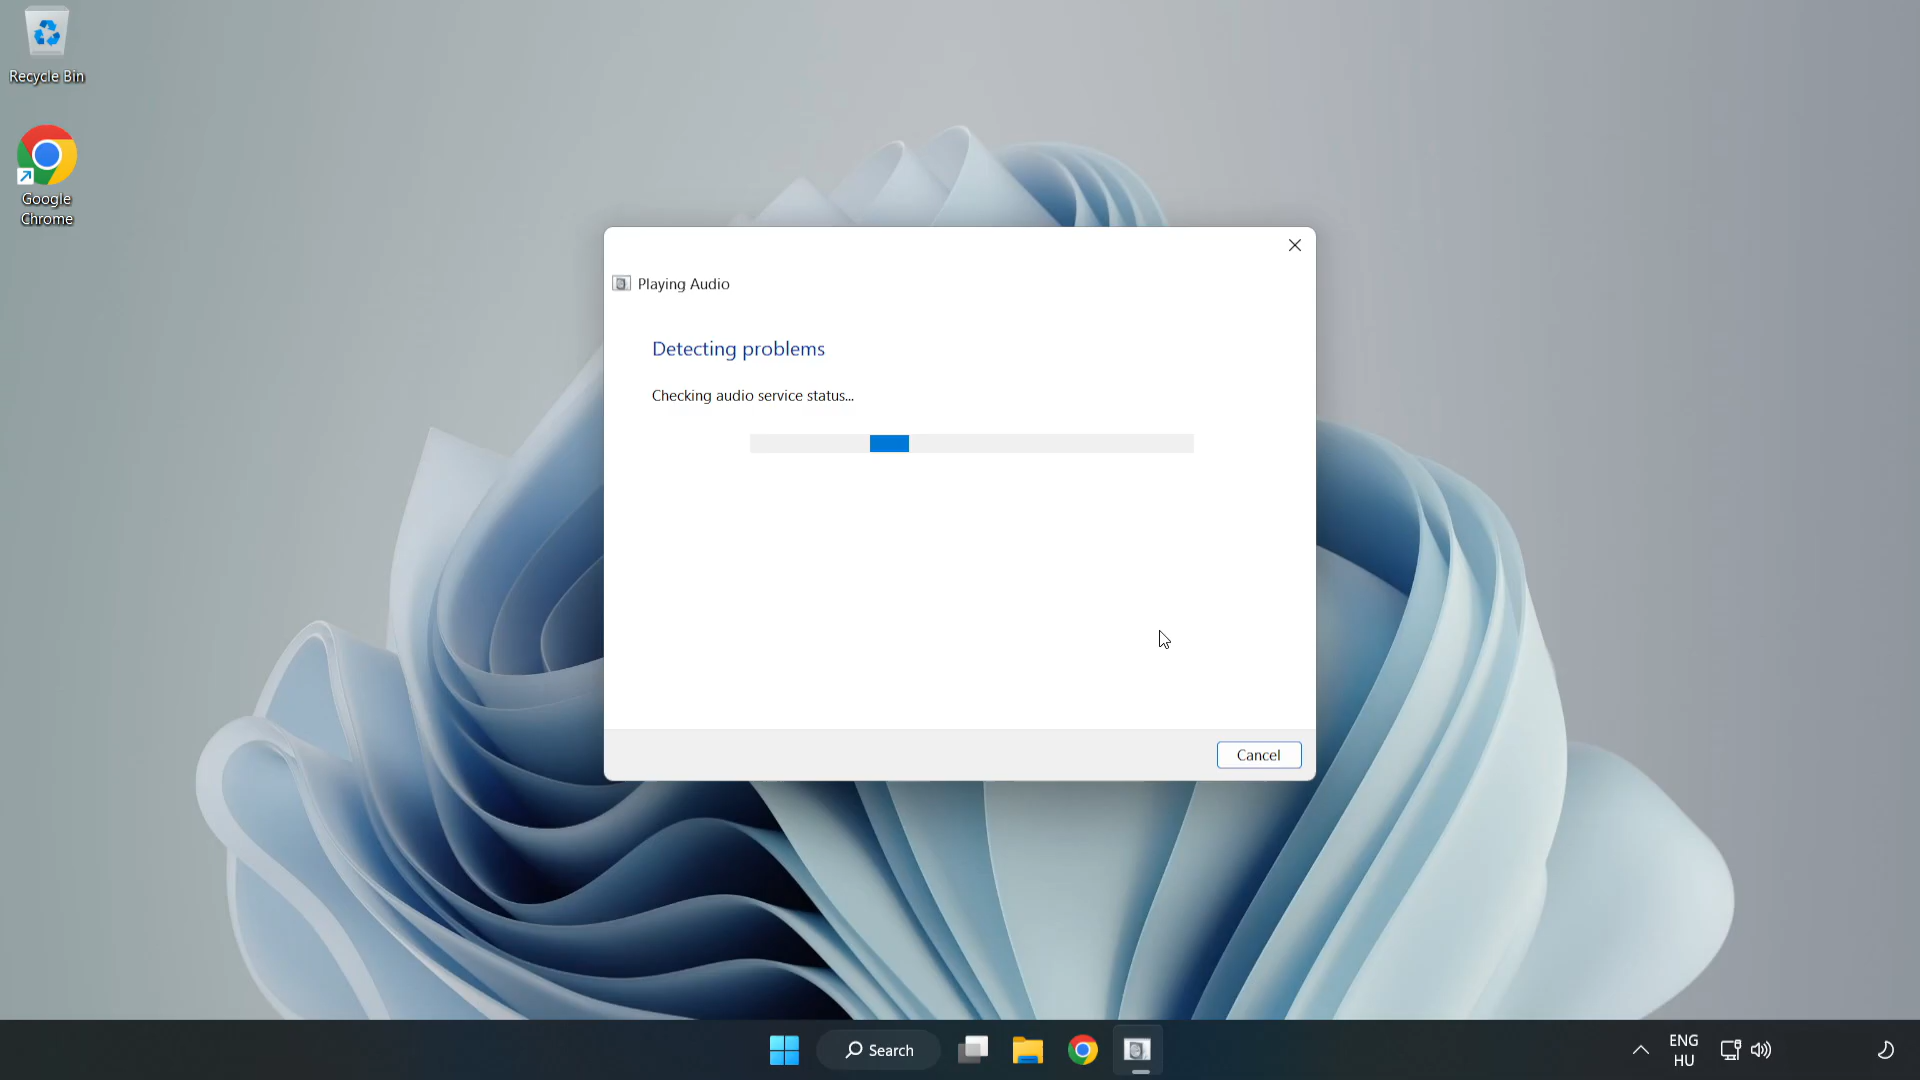 Recycle Bin
Google
Chrome
Playing Audio
Detecting problems
Checking audio service status...
Cancel
Search
ENG
HU